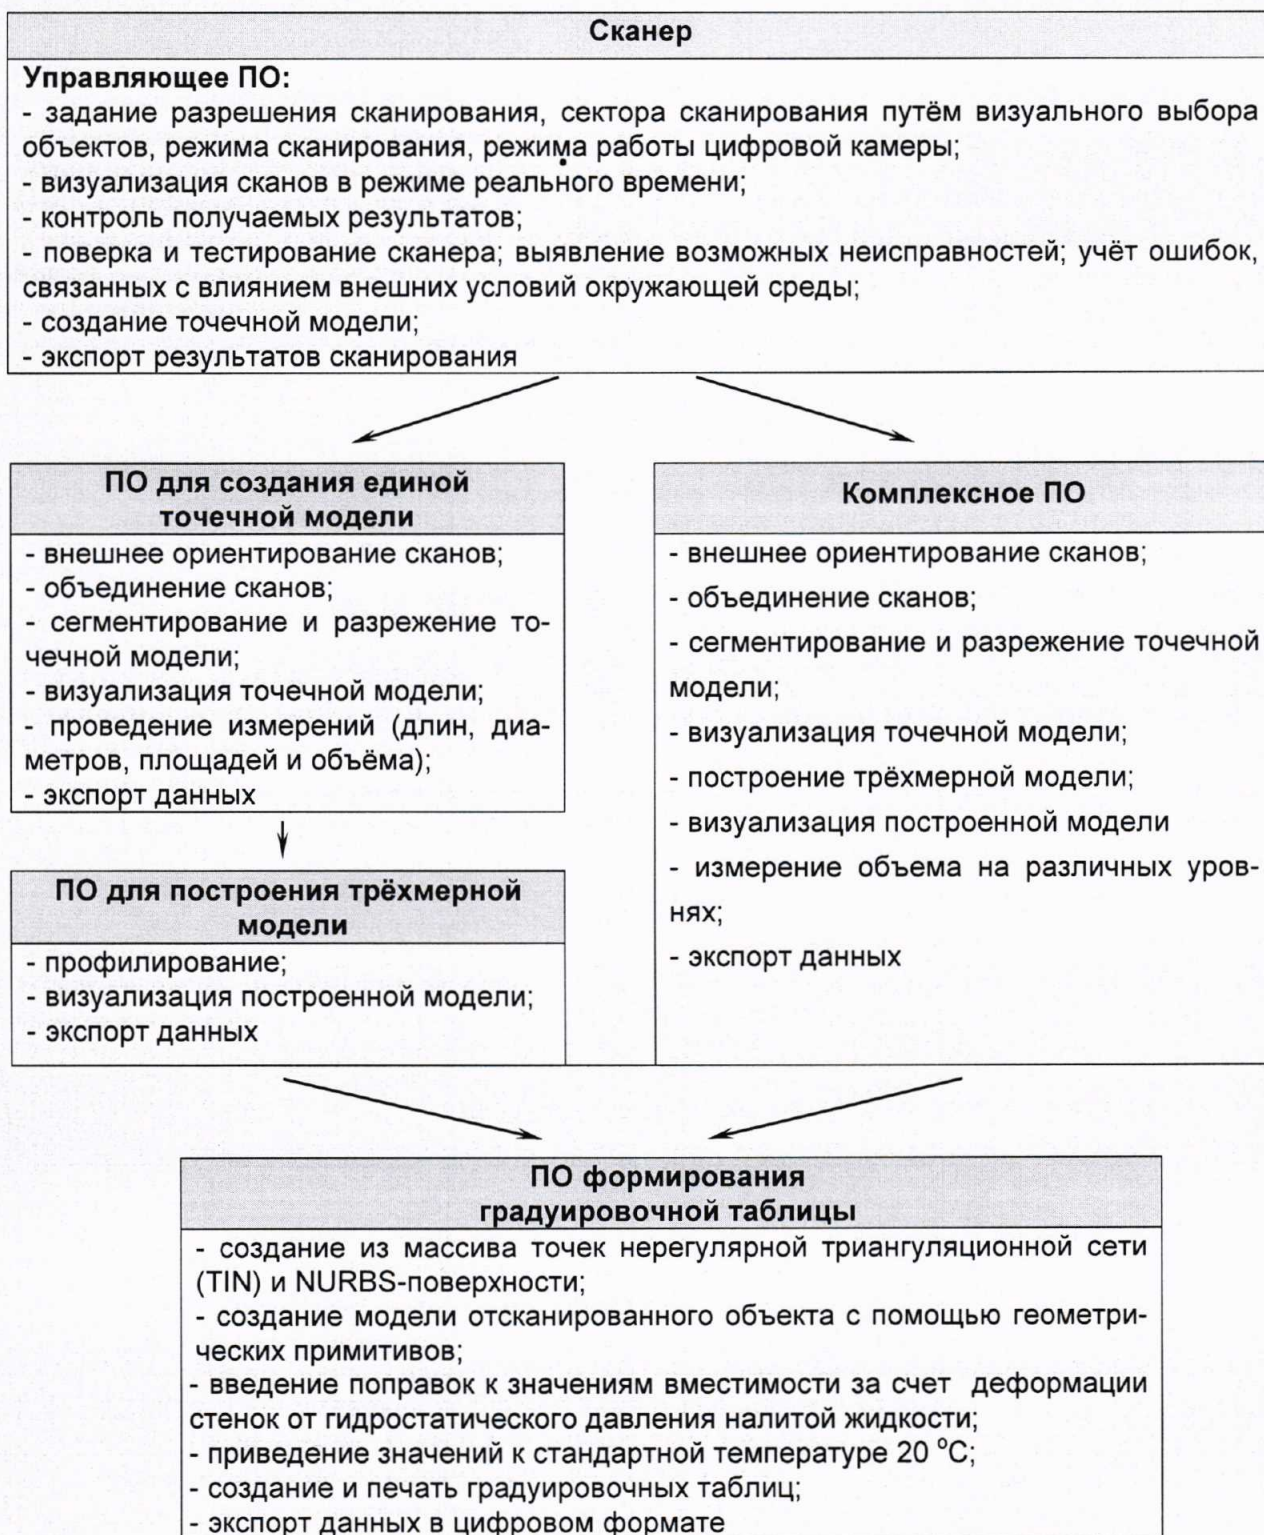 Сканер
Управляющее ПО:
- задание разрешения сканирования, сектора сканирования путём визуального выбора
объектов, режима сканирования, режима работы цифровой камеры;
- визуализация сканов в режиме реального времени;
- контроль получаемых результатов;
- поверка и тестирование сканера; выявление возможных неисправностей; учёт ошибок,
связанных с влиянием внешних условий окружающей среды;
- создание точечной модели;
- экспорт результатов сканирования
ПО для создания единой
точечной модели
- внешнее ориентирование сканов;
- объединение сканов;
- сегментирование и разрежение то-
чечной модели;
- визуализация точечной модели;
- проведение измерений (длин, диа-
метров, площадей и объёма);
- экспорт данных
ПО для построения трёхмерной
модели
- профилирование;
- визуализация построенной модели;
- экспорт данных
Комплексное ПО
- внешнее ориентирование сканов;
- объединение сканов;
- сегментирование и разрежение точечной
модели;
- визуализация точечной модели;
- построение трёхмерной модели;
- визуализация построенной модели
- измерение объема на различных уров-
нях;
- экспорт данных
ПО формирования
градуировочной таблицы
- создание из массива точек нерегулярной триангуляционной сети
(TIN) и NURBS-поверхности;
- создание модели отсканированного объекта с помощью геометри-
ческих примитивов;
- введение поправок к значениям вместимости за счет деформации
стенок от гидростатического давления налитой жидкости;
- приведение значений к стандартной температуре 20 °C;
- создание и печать градуировочных таблиц;
- экспорт данных в цифровом формате